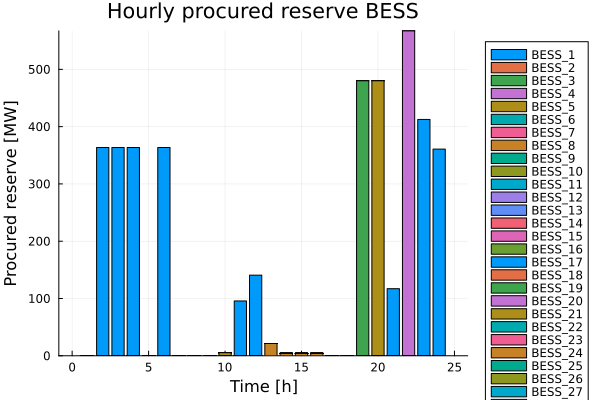 Hourly procured reserve BESS
Procured reserve [MW]
500
400
300
200
100
0
0 5 10 15 20 25
Time [h]
BESS_1
BESS_2
BESS_3
BESS_4
BESS_5
BESS_6
BESS_7
BESS_8
BESS_9
BESS_10
BESS_11
BESS_12
BESS_13
BESS_14
BESS_15
BESS_16
BESS_17
BESS_18
BESS_19
BESS_20
BESS_21
BESS_22
BESS_23
BESS_24
BESS_25
BESS_26
BESS_27